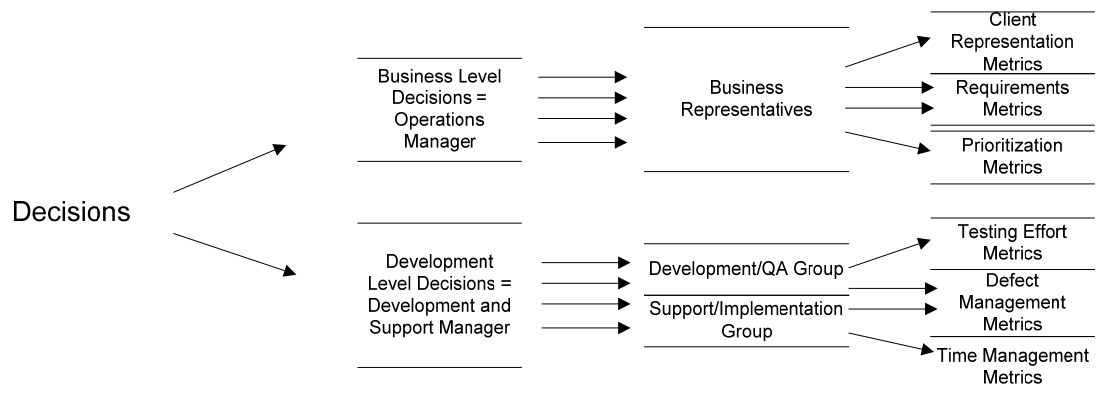 Decisions
Business Level
Decisions =
Operations
Manager
Business
Representatives
Client
Representation
Metrics
Requirements
Metrics
Prioritization
Metrics
Development
Level Decisions =
Development and
Support Manager
Development/QA Group
Support/Implementation
Group
Testing Effort
Metrics
Defect
Management
Metrics
Time Management
Metrics